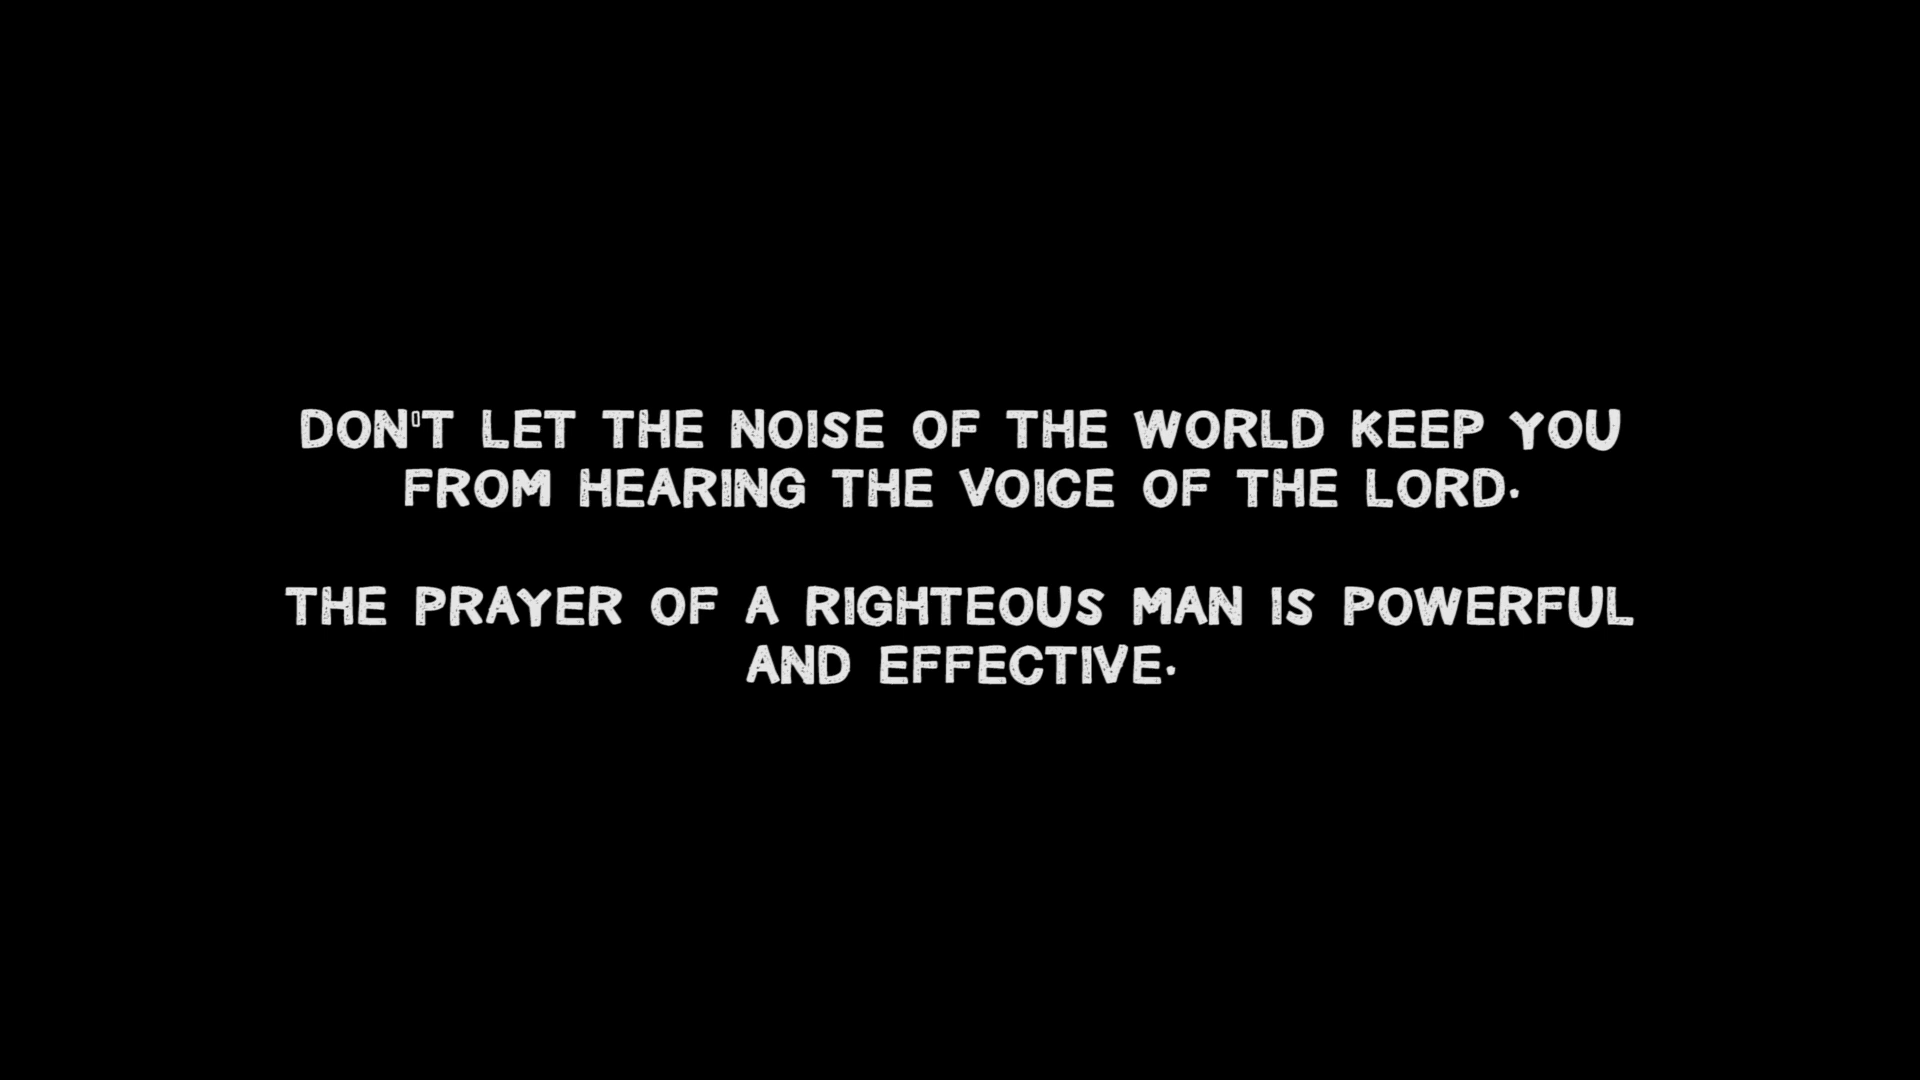 DON'T LET THE NOISE OF THE WORLD KEEP YOU
FROM HEARING THE VOICE OF THE LORD.
THE PRAYER OF A RIGHTEOUS MAN IS POWERFUL
AND EFFECTIVE.